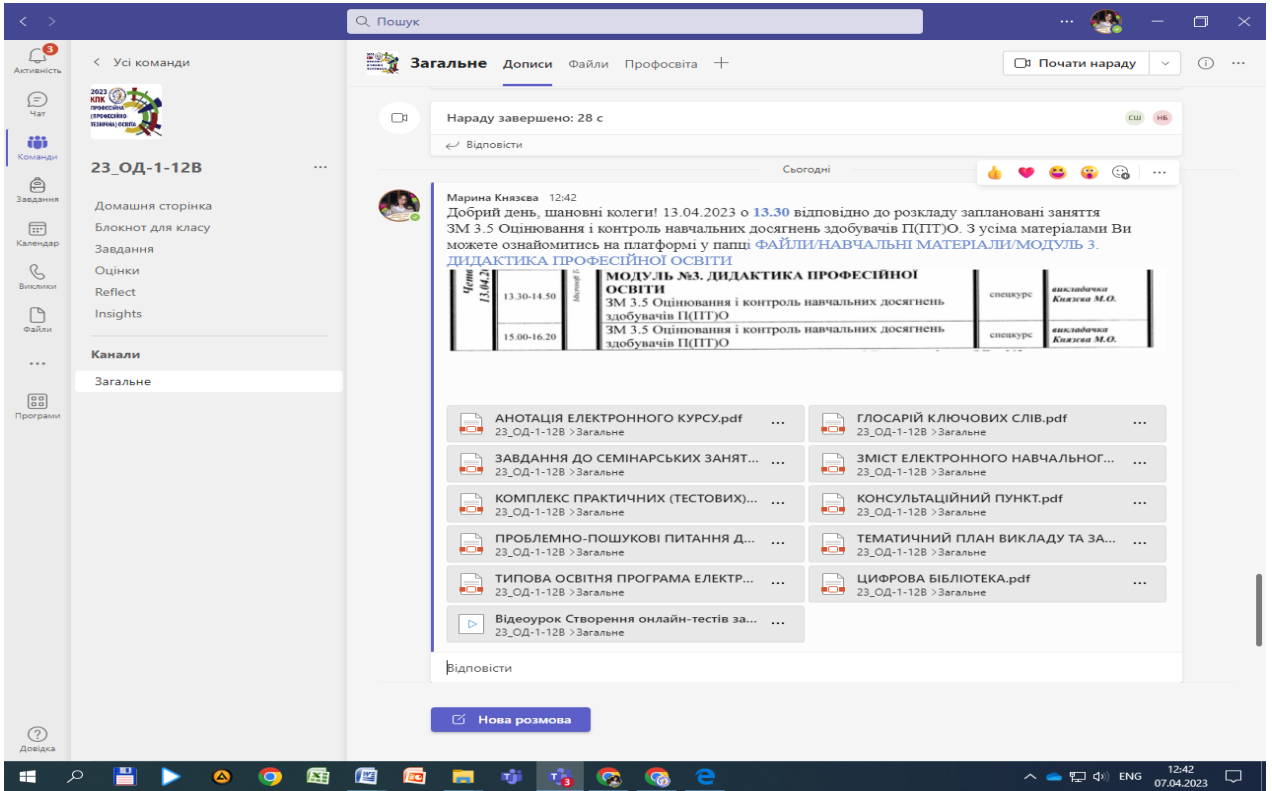 Пошук
Активність
3
Чат
Команди
Завдання
Календар
Виклики
Файли
Програми
Довідка
Усі команди
2023
КПК
ПРОФЕСІЙНА
(ПРОФЕСІЙНО-
ТЕХНІЧНА) ОСВІТА
23_ОД-1-12В
Домашня сторінка
Блокнот для класу
Завдання
Оцінки
Reflect
Insights
Канали
Загальне
Загальне Дописи Файли Профосвіта
Почати нараду
Нараду завершено: 28 с
СШ НБ
Відповісти
Сьогодні
Марина Князєва 12:42
Добрий день, шановні колеги! 13.04.2023 о 13.30 відповідно до розкладу заплановані заняття
ЗМ 3.5 Оцінювання і контроль навчальних досягнень здобувачів П(ПТ)О. З усіма матеріалами Ви
можете ознайомитись на платформі у папці ФАЙЛИ/НАВЧАЛЬНІ МАТЕРІАЛИ/МОДУЛЬ 3.
ДИДАКТИКА ПРОФЕСІЙНОЇ ОСВІТИ
13.30-14.50
МОДУЛЬ №3. ДИДАКТИКА ПРОФЕСІЙНОЇ
ОСВІТИ
ЗМ 3.5 Оцінювання і контроль навчальних досягнень
здобувачів П(ПТ)О
спецкурс
викладачка
Князєва М.О.
15.00-16.20
ЗМ 3.5 Оцінювання і контроль навчальних досягнень
здобувачів П(ПТ)О
спецкурс
викладачка
Князєва М.О.
АНОТАЦІЯ ЕЛЕКТРОННОГО КУРСУ.pdf
23_ОД-1-12В >Загальне
ГЛОСАРІЙ КЛЮЧОВИХ СЛІВ.pdf
23_ОД-1-12В >Загальне
ЗАВДАННЯ ДО СЕМІНАРСЬКИХ ЗАНЯТ...
23_ОД-1-12В >Загальне
ЗМІСТ ЕЛЕКТРОННОГО НАВЧАЛЬНОГ...
23_ОД-1-12В >Загальне
КОМПЛЕКС ПРАКТИЧНИХ (ТЕСТОВИХ)...
23_ОД-1-12В >Загальне
КОНСУЛЬТАЦІЙНИЙ ПУНКТ.pdf
23_ОД-1-12В >Загальне
ПРОБЛЕМНО-ПОШУКОВІ ПИТАННЯ Д...
23_ОД-1-12В >Загальне
ТЕМАТИЧНИЙ ПЛАН ВИКЛАДУ ТА ЗА...
23_ОД-1-12В >Загальне
ТИПОВА ОСВІТНЯ ПРОГРАМА ЕЛЕКТР...
23_ОД-1-12В >Загальне
ЦИФРОВА БІБЛІОТЕКА.pdf
23_ОД-1-12В >Загальне
Відеоурок Створення онлайн-тестів за...
23_ОД-1-12В >Загальне
Відповісти
Нова розмова
ENG
12:42
07.04.2023